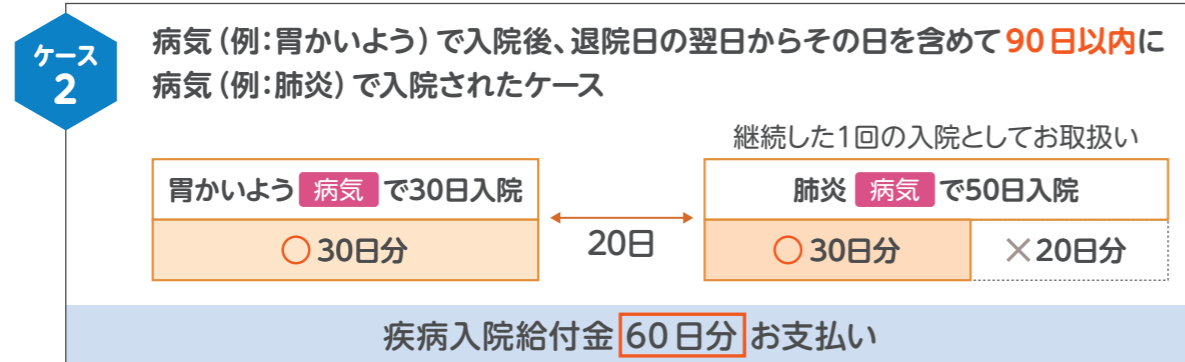 ケース
2
病気(例:胃かいよう)で入院後、退院日の翌日からその日を含めて90日以内に
病気(例:肺炎)で入院されたケース
継続した1回の入院としてお取扱い
胃かいよう 病気 で30日入院
肺炎 病気 で50日入院
20日
○30日分
○30日分
×20日分
疾病入院給付金 60日分 お支払い